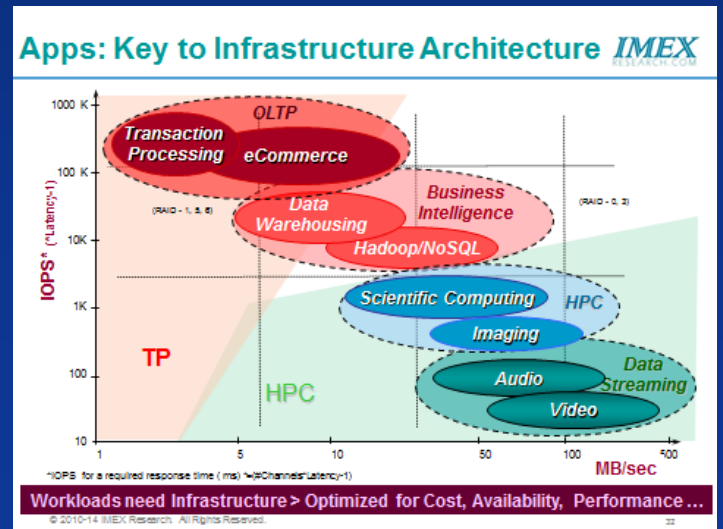 Apps: Key to Infrastructure Architecture
IMEX
RESEARCH.COM
1000 K
OLTP
Transaction
Processing
eCommerce
100 K
Data
Warehousing
Business
Intelligence
(RAID - 1, 5, 6)
(RAID - 0, 3)
IOPS* (*Latency-1)
10K
Hadoop/NoSQL
Scientific Computing
HPC
1K
Imaging
TP
100
HPC
Audio
Data
Streaming
Video
10
1
5
10
50
100
500
MB/sec
*IOPS for a required response time ( ms) *=(#Channels*Latency-1)
Workloads need Infrastructure > Optimized for Cost, Availability, Performance …
© 2010-14 IMEX Research. All Rights Reserved.